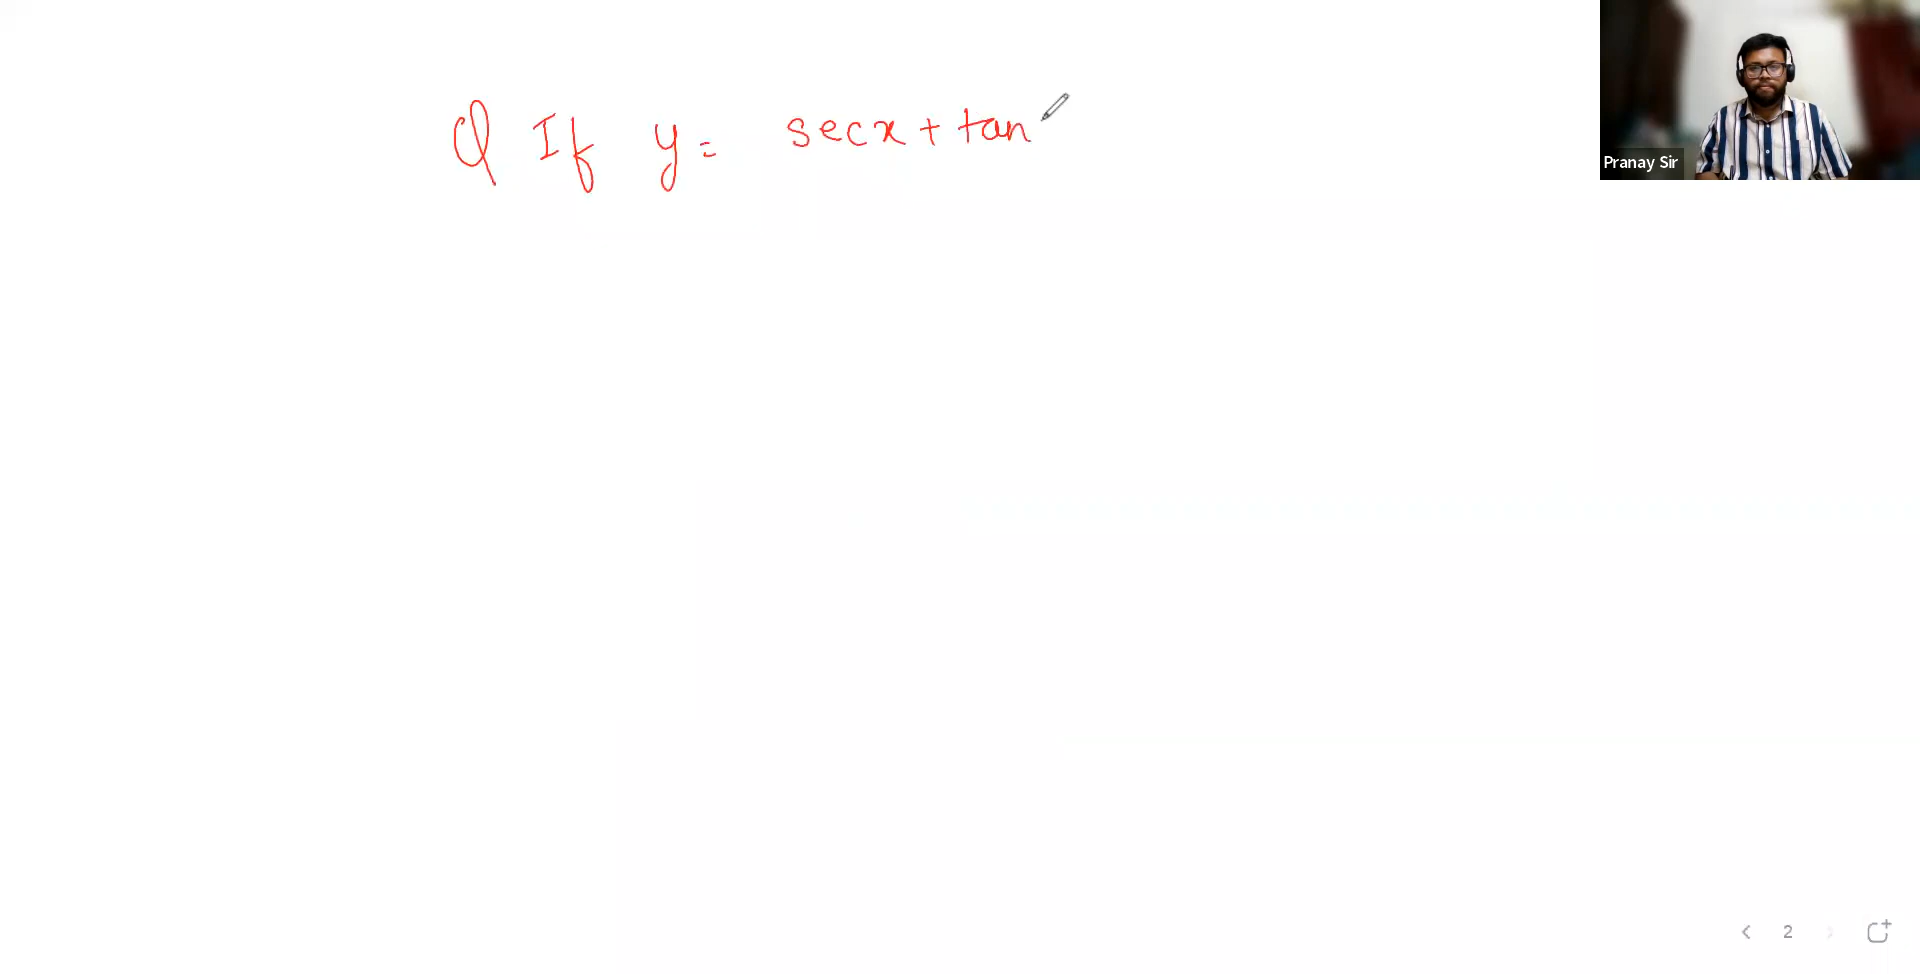 Q If y = secx + tan
Pranay Sir
2